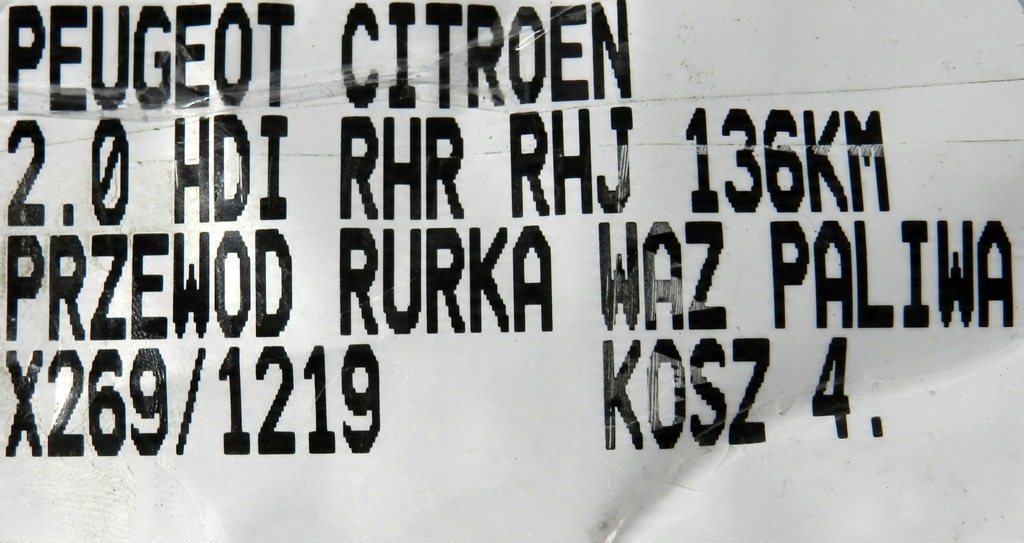 PEUGEOT CITROEN
2.0 HDI RHR RHJ 136KM
PRZEWOD RURKA WAZ PALIWA
X269/1219 KOSZ 4.